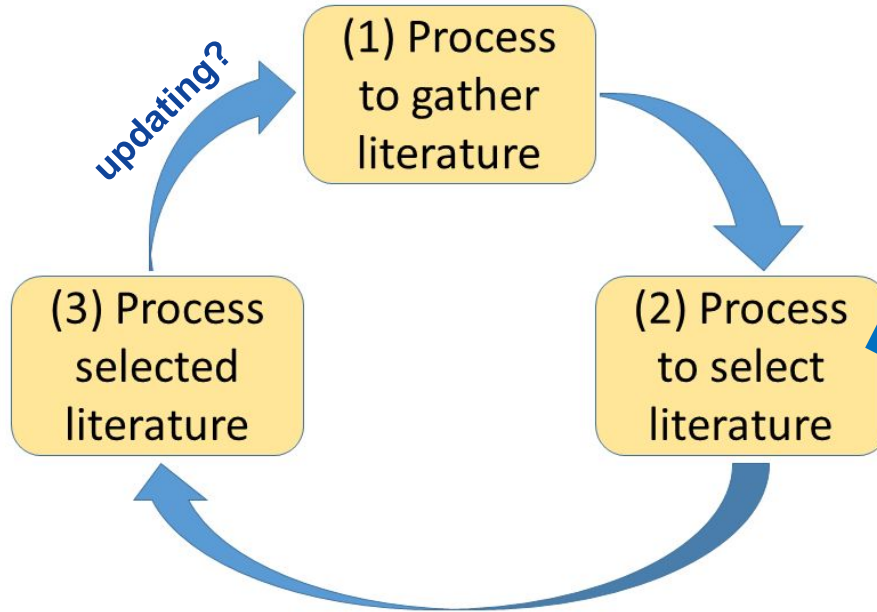 updating?
(1) Process
to gather
literature
(3) Process
selected
literature
(2) Process
to select
literature